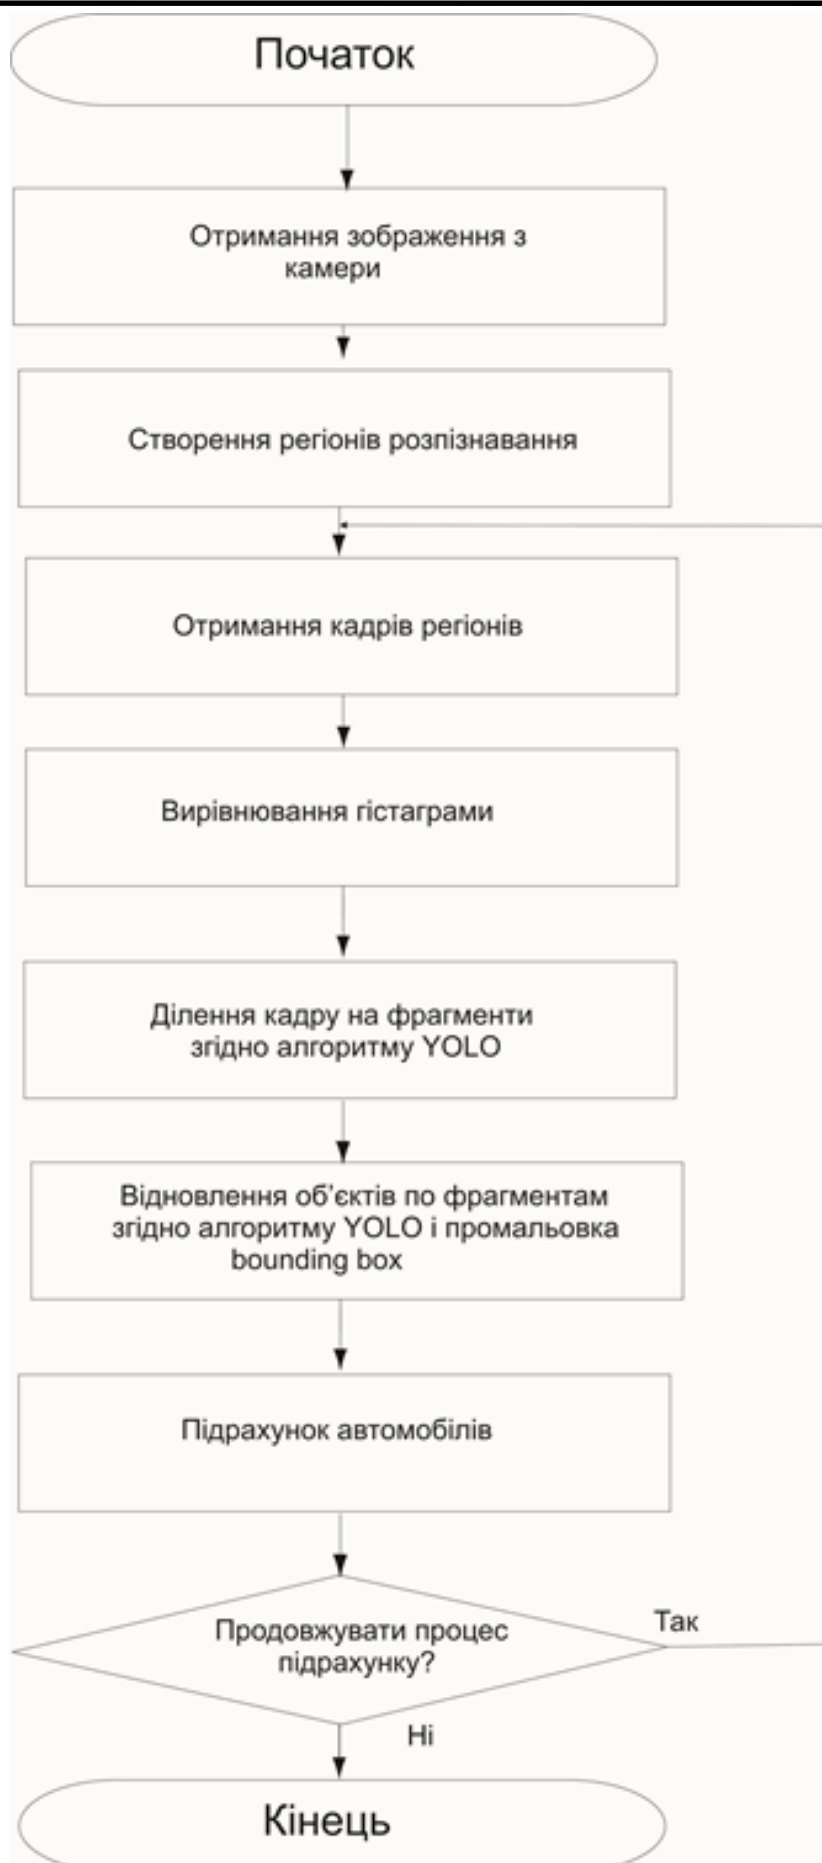 Початок
Отримання зображення з
камери
Створення регіонів розпізнавання
Отримання кадрів регіонів
Вирівнювання гістаграми
Ділення кадру на фрагменти
згідно алгоритму YOLO
Відновлення об'єктів по фрагментам
згідно алгоритму YOLO і промальовка
bounding box
Підрахунок автомобілів
Продовжувати процес
підрахунку?
Так
Ні
Кінець